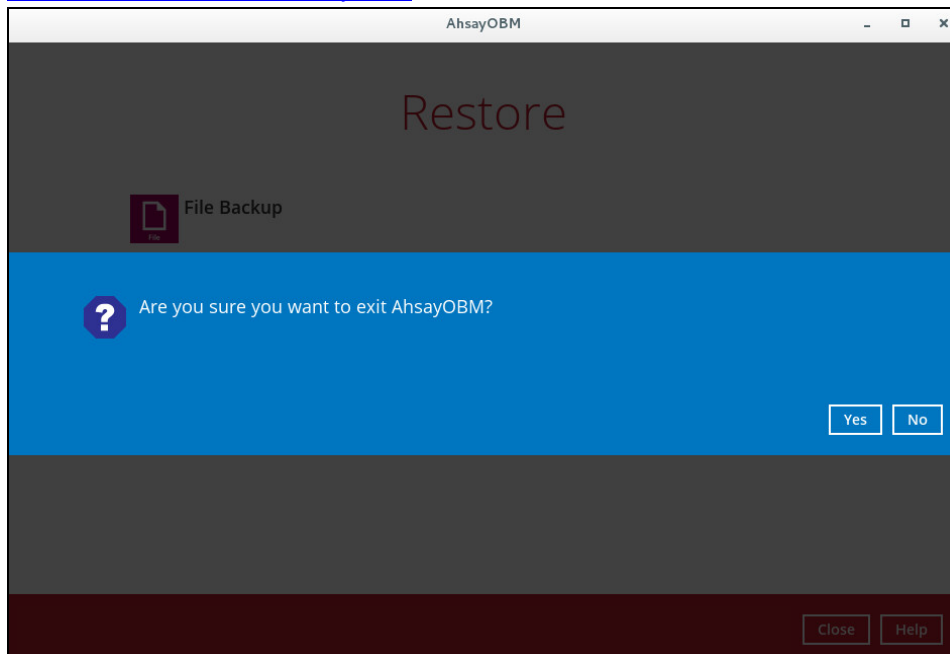 AhsayOBM
Restore
File Backup
File
Are you sure you want to exit AhsayOBM?
Yes
No
Close
Help